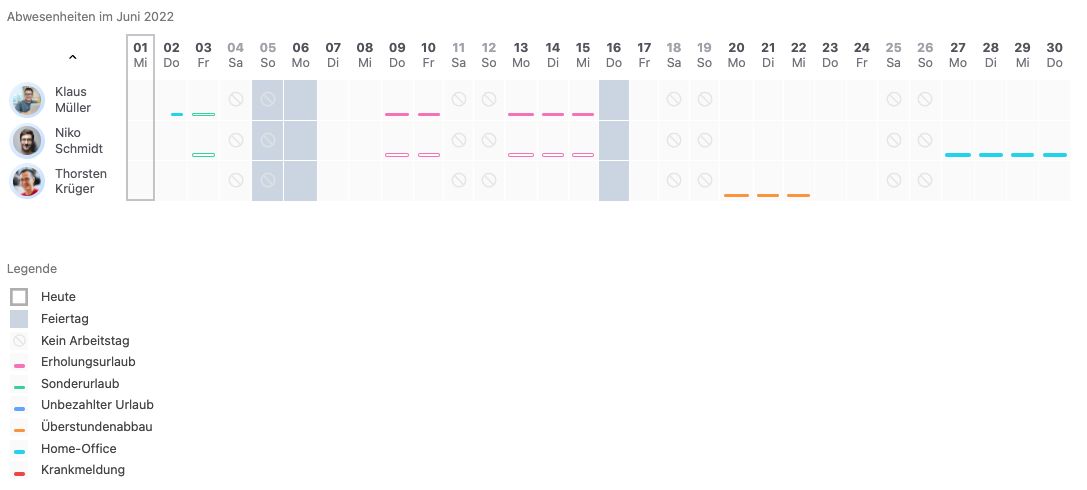 Abwesenheiten im Juni 2022
01 02 03 04 05 06 07 08 09 10 11 12 13 14 15 16 17 18 19 20 21 22 23 24 25 26 27 28 29 30
Mi Do Fr Sa So Mo Di Mi Do Fr Sa So Mo Di Mi Do Fr Sa So Mo Di Mi Do Fr Sa So Mo Di Mi Do
Klaus
Müller
Niko
Schmidt
Thorsten
Krüger
Legende
Heute
Feiertag
Kein Arbeitstag
Erholungsurlaub
Sonderurlaub
Unbezahlter Urlaub
Überstundenabbau
Home-Office
Krankmeldung